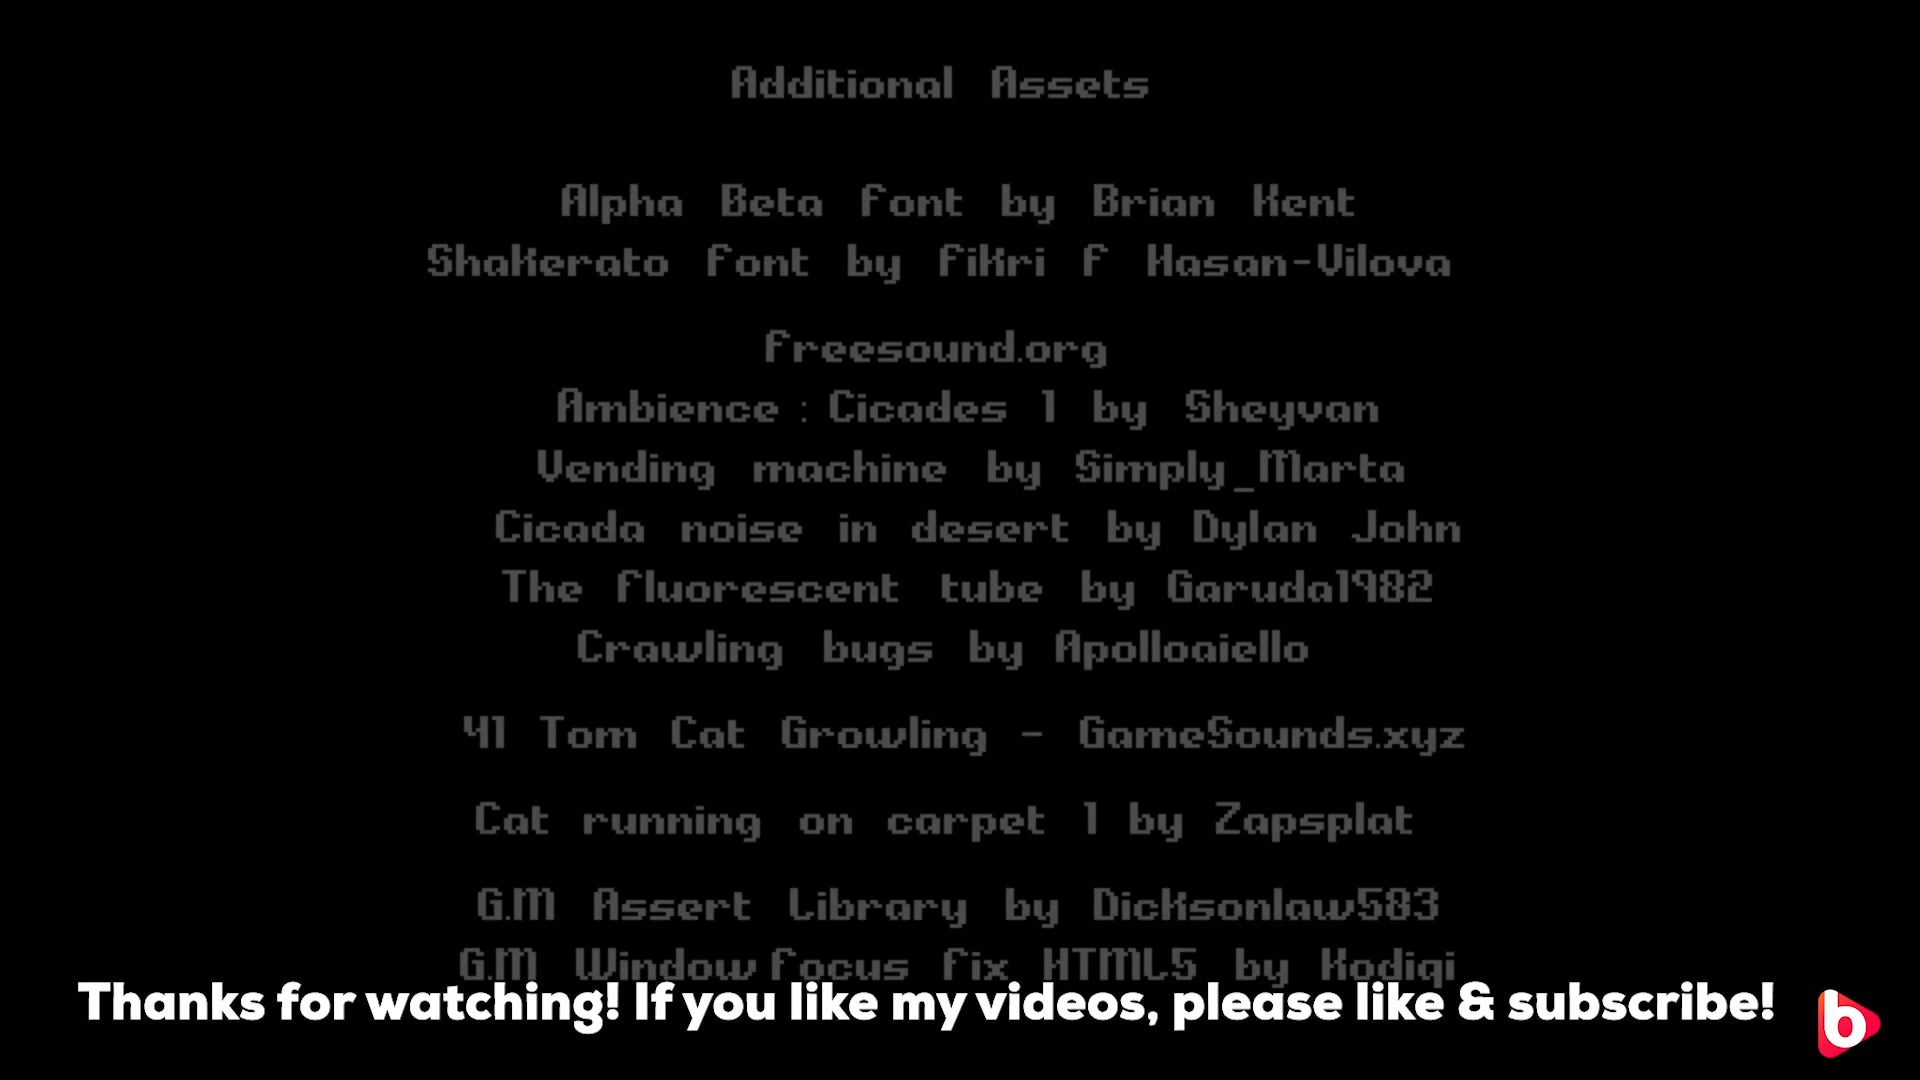 Additional Assets
Alpha Beta font by Brian Kent
Shakerato font by fikri f Hasan-Vilova
freesound.org
Ambience : Cicades 1 by Sheyvan
Vending machine by Simply_Marta
Cicada noise in desert by Dylan John
The fluorescent tube by Garuda1982
Crawling bugs by Apolloaiello
41 Tom Cat Growling - GameSounds.xyz
Cat running on carpet 1 by Zapsplat
G.M Assert Library by Dicksonlaw583
G.M Window focus fix HTML5 by Kodiqi
Thanks for watching! If you like my videos, please like & subscribe!
b